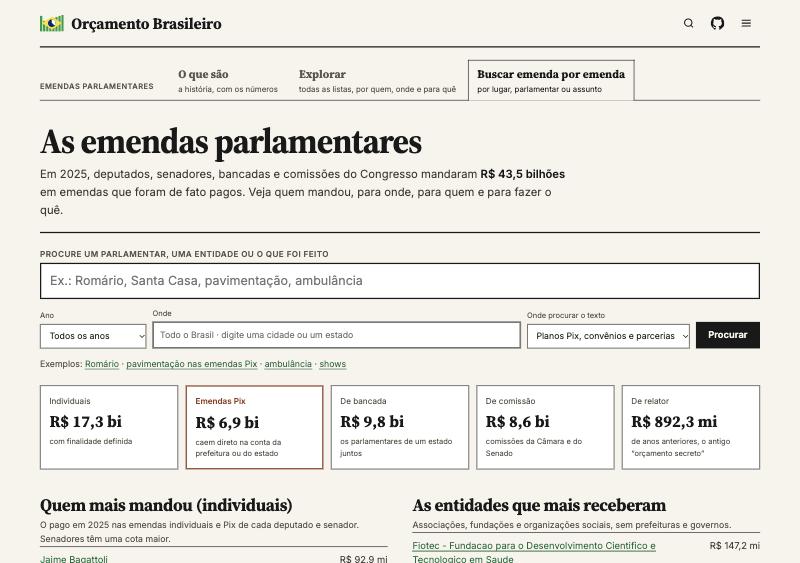 Orçamento Brasileiro
EMENDAS PARLAMENTARES
O que são
a história, com os números
Explorar
todas as listas, por quem, onde e para quê
Buscar emenda por emenda
por lugar, parlamentar ou assunto
As emendas parlamentares
Em 2025, deputados, senadores, bancadas e comissões do Congresso mandaram R$ 43,5 bilhões
em emendas que foram de fato pagos. Veja quem mandou, para onde, para quem e para fazer o
quê.
PROCURE UM PARLAMENTAR, UMA ENTIDADE OU O QUE FOI FEITO
Ex.: Romário, Santa Casa, pavimentação, ambulância
Ano
Todos os anos
Onde
Todo o Brasil · digite uma cidade ou um estado
Onde procurar o texto
Planos Pix, convênios e parcerias
Procurar
Exemplos: Romário · pavimentação nas emendas Pix · ambulância · shows
Individuais
R$ 17,3 bi
com finalidade definida
Emendas Pix
R$ 6,9 bi
caem direto na conta da
prefeitura ou do estado
De bancada
R$ 9,8 bi
os parlamentares de um estado
juntos
De comissão
R$ 8,6 bi
comissões da Câmara e do
Senado
De relator
R$ 892,3 mi
de anos anteriores, o antigo
"orçamento secreto"
Quem mais mandou (individuais)
O pago em 2025 nas emendas individuais e Pix de cada deputado e senador.
Senadores têm uma cota maior.
Jaime Bagattoli R$ 92,9 mi
As entidades que mais receberam
Associações, fundações e organizações sociais, sem prefeituras e governos.
Fiotec - Fundacao para o Desenvolvimento Cientifico e R$ 147,2 mi
Tecnologico em Saude